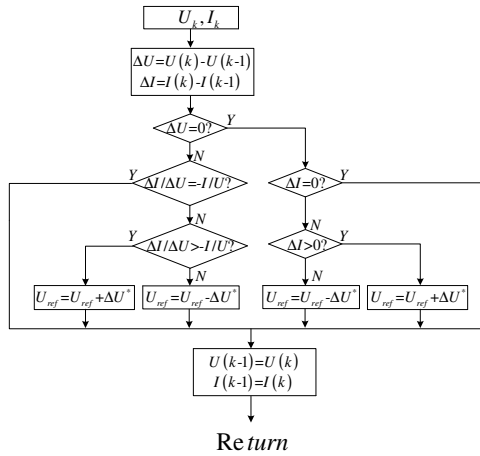 U_k, I_k
ΔU=U(k)-U(k-1)
ΔI=I(k)-I(k-1)
ΔU=0?
Y
N
Y
ΔI/ΔU=-I/U?
ΔI=0?
Y
N
N
Y
ΔI/ΔU>-I/U?
ΔI>0?
Y
N
N
U_ref=U_ref+ΔU*
U_ref=U_ref-ΔU*
U_ref=U_ref-ΔU*
U_ref=U_ref+ΔU*
U(k-1)=U(k)
I(k-1)=I(k)
Return